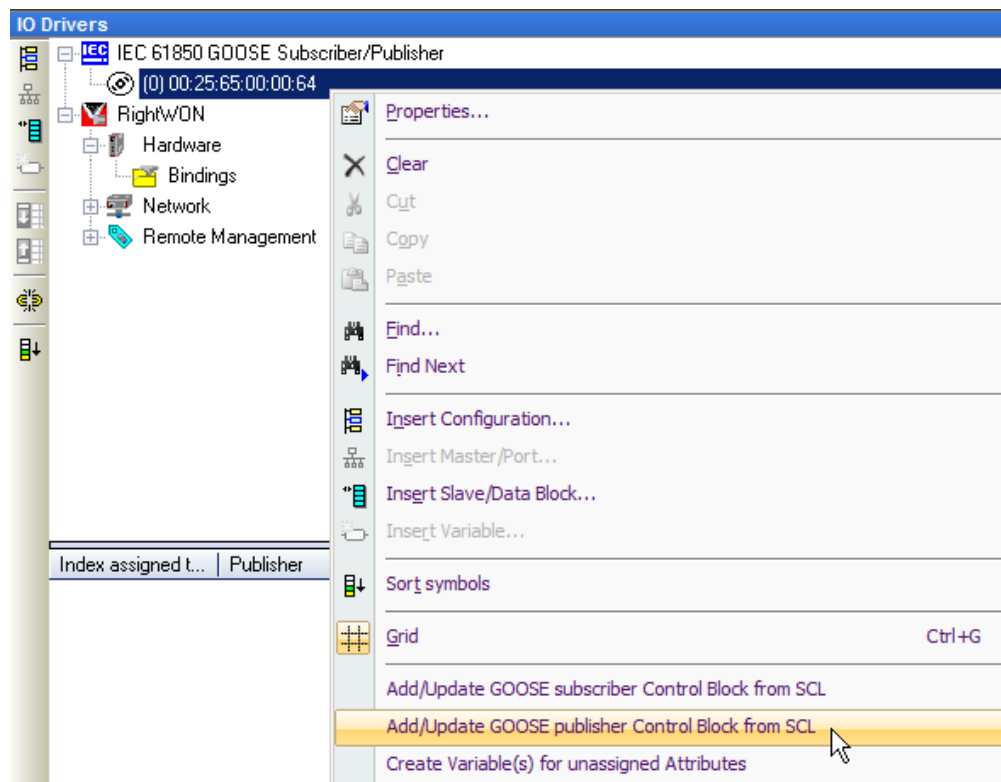 IO Drivers
IEC IEC 61850 GOOSE Subscriber/Publisher
(0) 00:25:65:00:00:64
RightWON
Hardware
Bindings
Network
Remote Management
Index assigned t... Publisher
Properties...
Clear
Cut
Copy
Paste
Find...
Find Next
Insert Configuration...
Insert Master/Port...
Insert Slave/Data Block...
Insert Variable...
Sort symbols
Grid Ctrl+G
Add/Update GOOSE subscriber Control Block from SCL
Add/Update GOOSE publisher Control Block from SCL
Create Variable(s) for unassigned Attributes